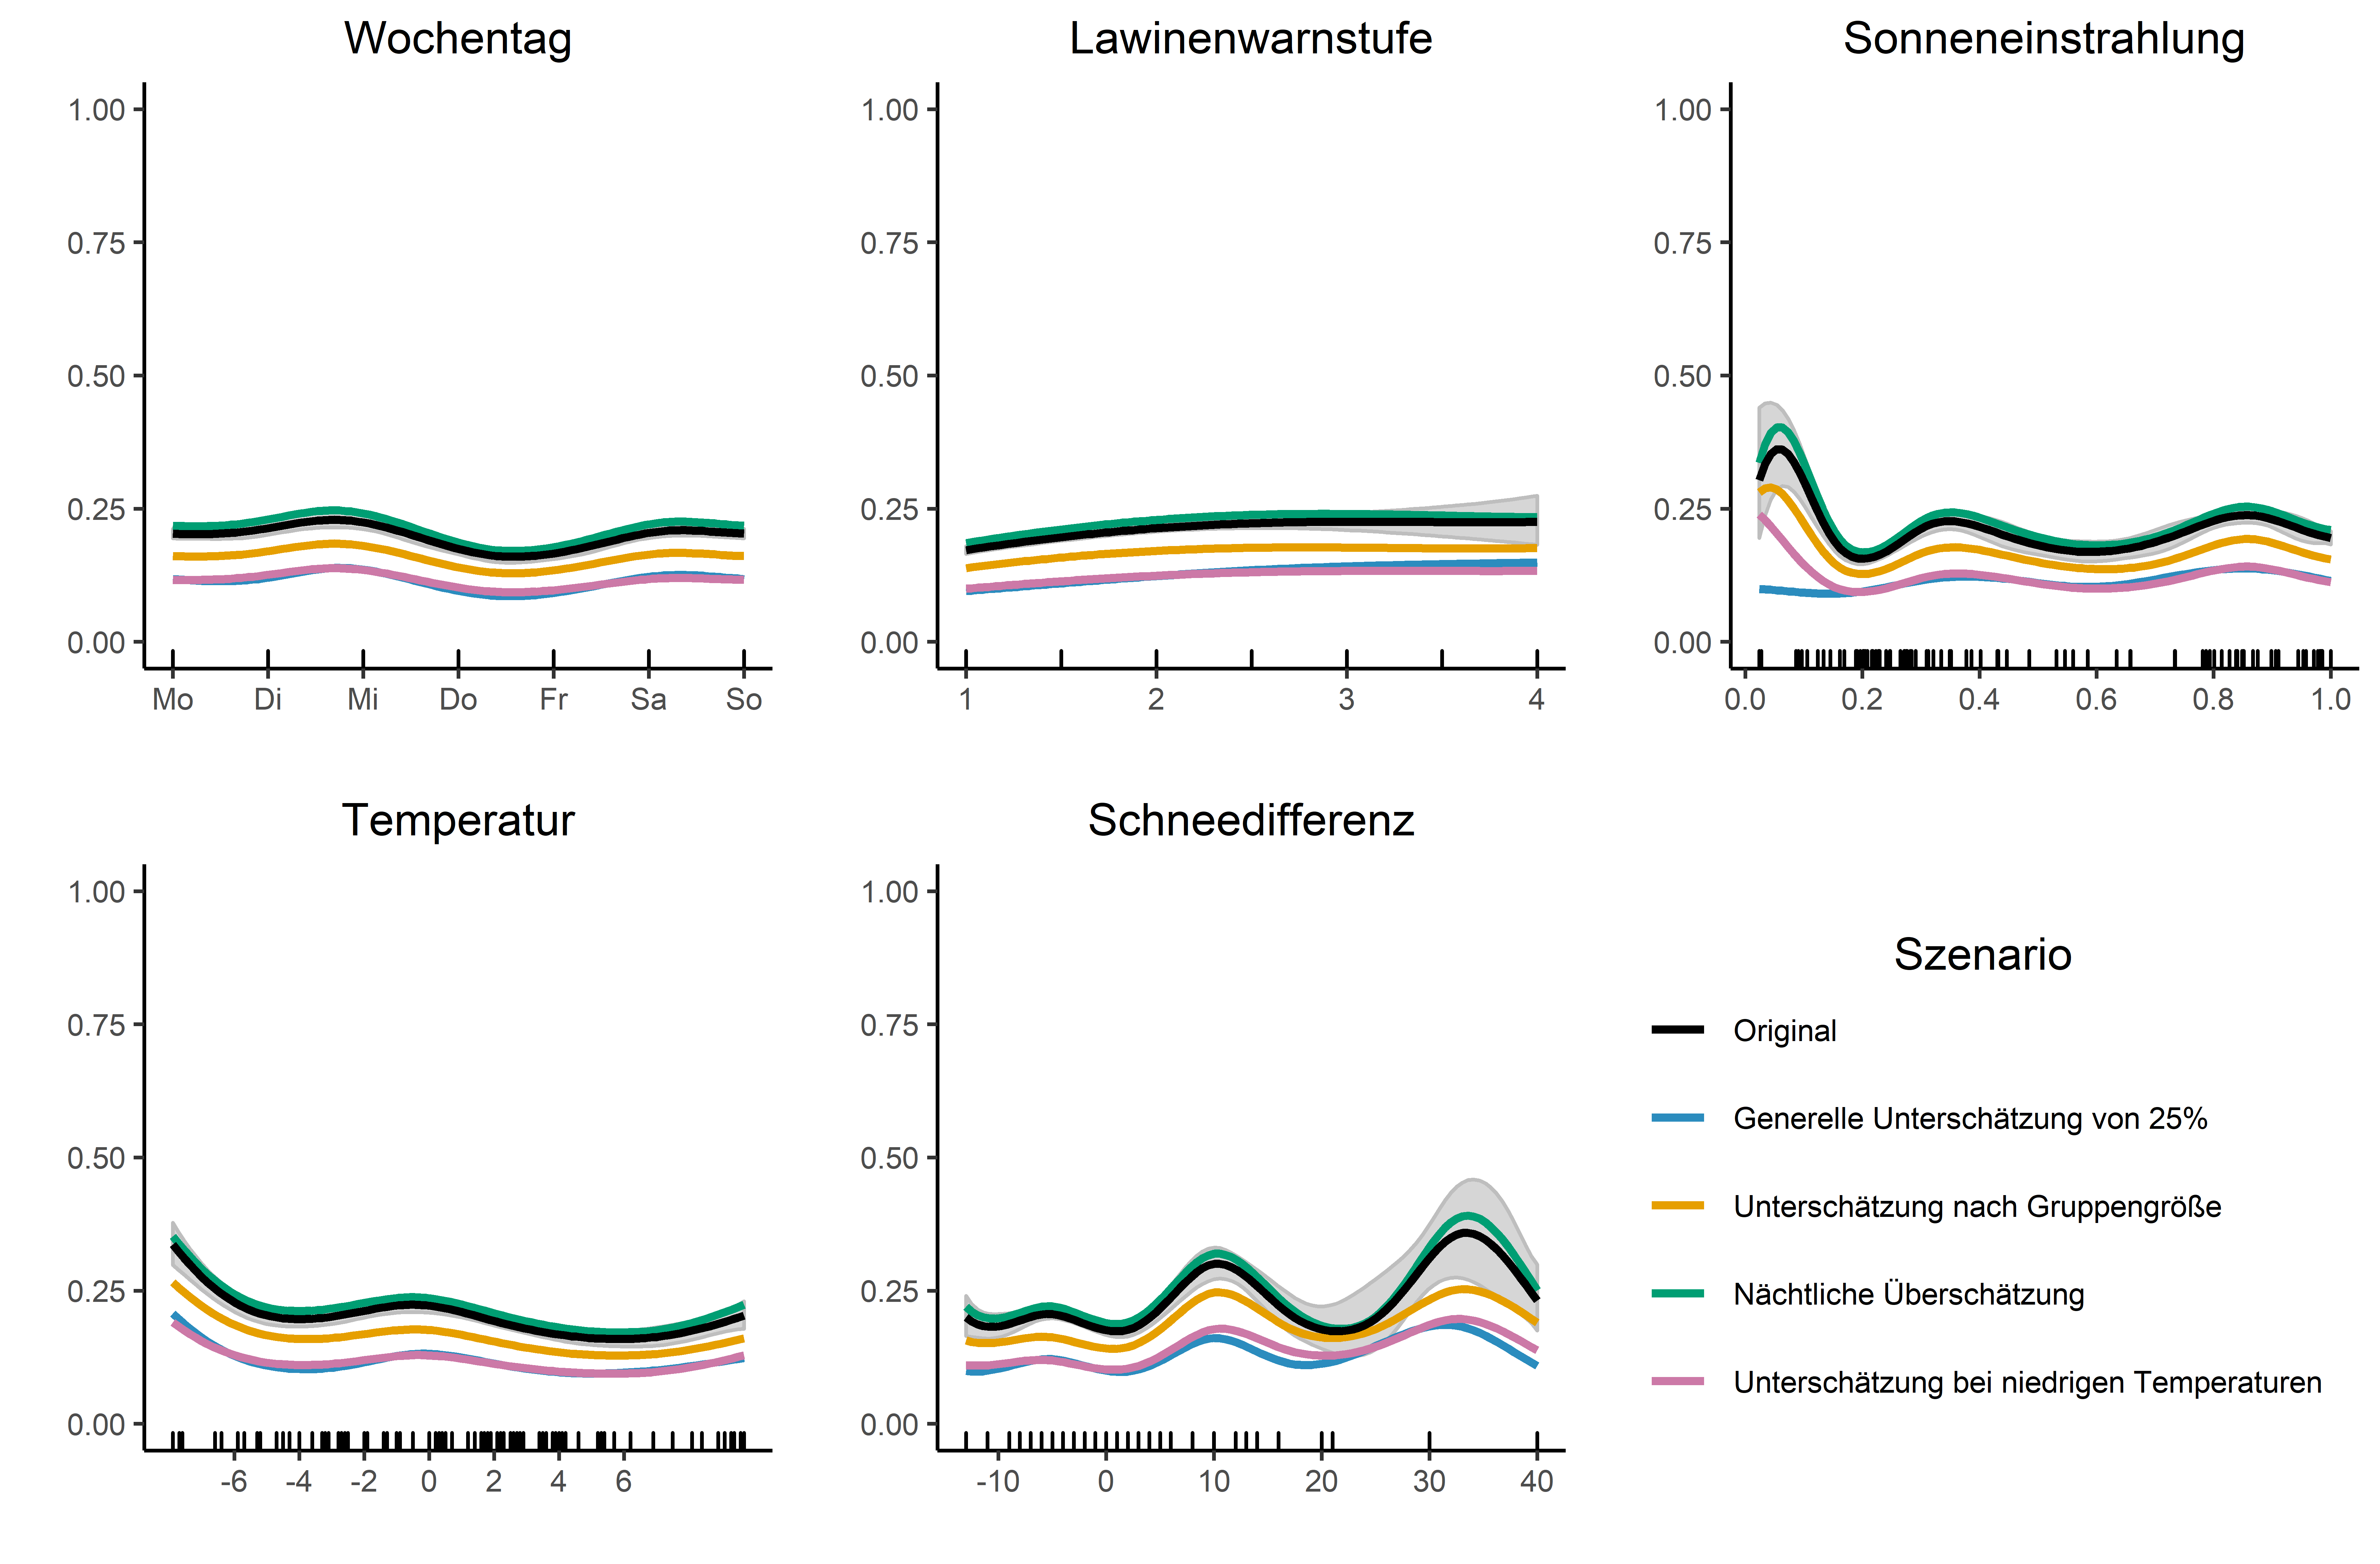 Wochentag
1.00
0.75
0.50
0.25
0.00
Mo Di Mi Do Fr Sa So
Lawinenwarnstufe
1.00
0.75
0.50
0.25
0.00
1 2 3 4
Sonneneinstrahlung
1.00
0.75
0.50
0.25
0.00
0.0 0.2 0.4 0.6 0.8 1.0
Temperatur
1.00
0.75
0.50
0.25
0.00
-6 -4 -2 0 2 4 6
Schneedifferenz
1.00
0.75
0.50
0.25
0.00
-10 0 10 20 30 40
Szenario
Original
Generelle Unterschätzung von 25%
Unterschätzung nach Gruppengröße
Nächtliche Überschätzung
Unterschätzung bei niedrigen Temperaturen